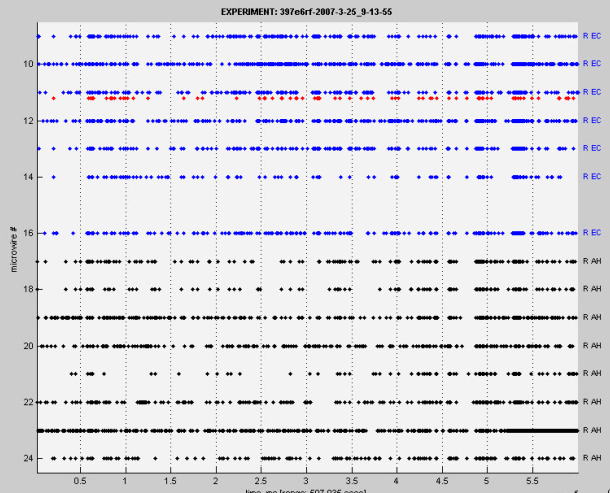 EXPERIMENT: 397e6rf-2007-3-25_9-13-55
R EC
10 R EC
R EC
12 R EC
R EC
14 R EC
16 R EC
microwire #
R AH
18 R AH
R AH
20 R AH
R AH
22 R AH
R AH
24 R AH
0.5 1 1.5 2 2.5 3 3.5 4 4.5 5 5.5